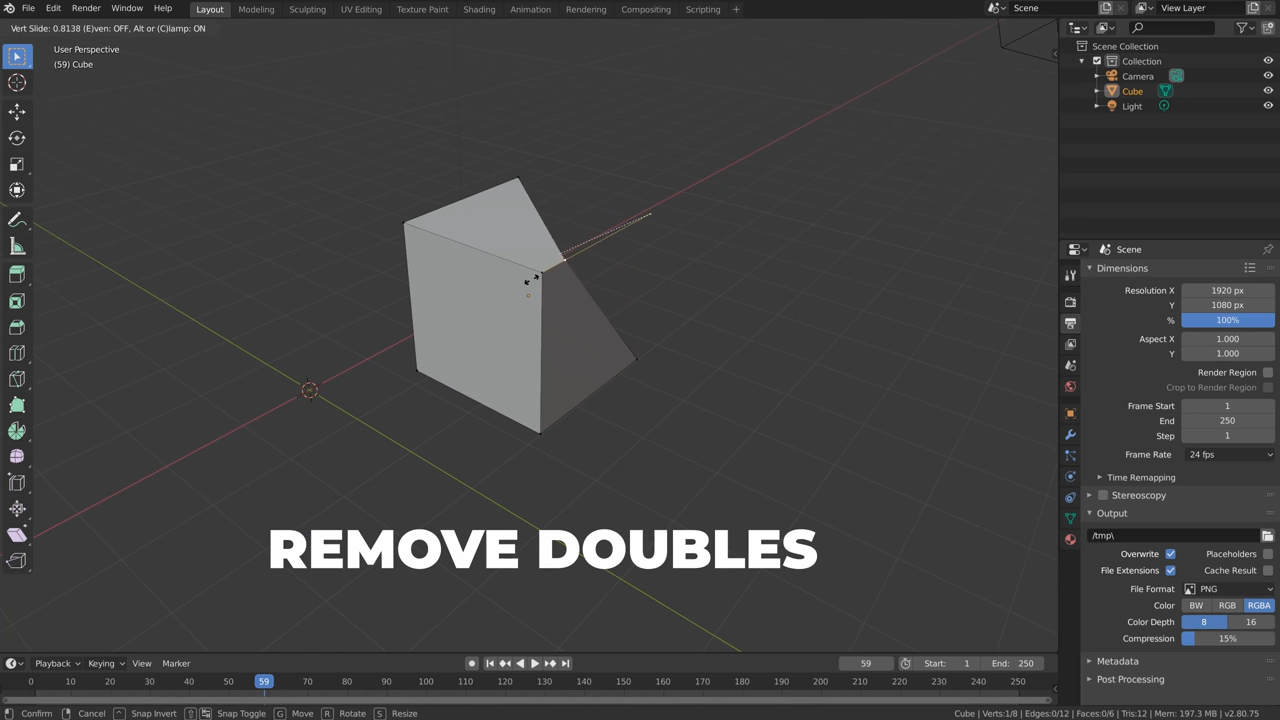 File Edit Render Window Help Layout Modeling Sculpting UV Editing Texture Paint Shading Animation Rendering Compositing Scripting + Scene View Layer
Vert Slide: 0.8138 (E)ven: OFF, Alt or (C)lamp: ON
User Perspective
(59) Cube
Scene Collection
Collection
Camera
Cube
Light
Scene
Dimensions
Resolution X 1920 px
Y 1080 px
% 100%
Aspect X 1.000
Y 1.000
Render Region
Crop to Render Region
Frame Start 1
End 250
Step 1
Frame Rate 24 fps
Time Remapping
Stereoscopy
Output
/tmp\
Overwrite Placeholders
File Extensions Cache Result
File Format PNG
Color BW RGB RGBA
Color Depth 8 16
Compression 15%
Metadata
Post Processing
REMOVE DOUBLES
Playback Keying View Marker 59 Start: 1 End: 250
0 10 20 30 40 50 59 70 80 90 100 110 120 130 140 150 160 170 180 190 200 210 220 230 240 250
Confirm Cancel Snap Invert Snap Toggle G Move R Rotate S Resize Cube | Verts:1/8 | Edges:0/12 | Faces:0/6 | Tris:12 | Mem: 197.3 MB | v2.80.75